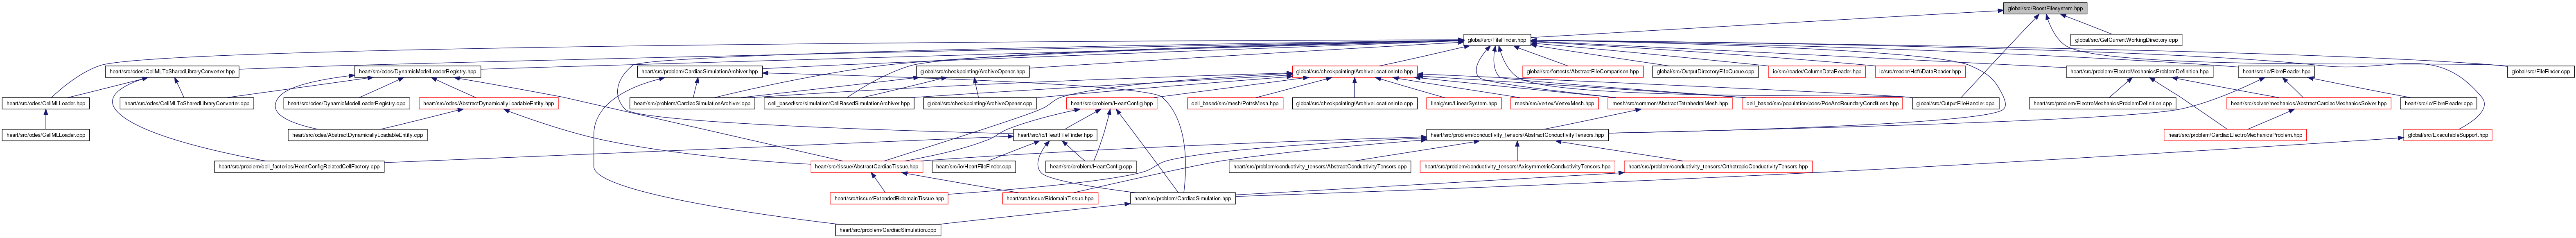 global/src/BoostFilesystem.hpp
global/src/FileFinder.hpp
global/src/GetCurrentWorkingDirectory.cpp
heart/src/odes/CellMLToSharedLibraryConverter.hpp
heart/src/odes/DynamicModelLoaderRegistry.hpp
heart/src/problem/CardiacSimulationArchiver.hpp
global/src/checkpointing/ArchiveOpener.hpp
global/src/checkpointing/ArchiveLocationInfo.hpp
global/src/fortests/AbstractFileComparison.hpp
global/src/OutputDirectoryFifoQueue.cpp
io/src/reader/ColumnDataReader.hpp
io/src/reader/Hdf5DataReader.hpp
heart/src/problem/ElectroMechanicsProblemDefinition.hpp
heart/src/io/FibreReader.hpp
global/src/FileFinder.cpp
heart/src/odes/CellMLLoader.hpp
heart/src/odes/CellMLToSharedLibraryConverter.cpp
heart/src/odes/DynamicModelLoaderRegistry.cpp
heart/src/odes/AbstractDynamicallyLoadableEntity.hpp
heart/src/problem/CardiacSimulationArchiver.cpp
cell_based/src/simulation/CellBasedSimulationArchiver.hpp
global/src/checkpointing/ArchiveOpener.cpp
heart/src/problem/HeartConfig.hpp
cell_based/src/mesh/PottsMesh.hpp
global/src/checkpointing/ArchiveLocationInfo.cpp
linalg/src/LinearSystem.hpp
mesh/src/vertex/VertexMesh.hpp
mesh/src/common/AbstractTetrahedralMesh.hpp
cell_based/src/population/pdes/PdeAndBoundaryConditions.hpp
global/src/OutputFileHandler.cpp
heart/src/problem/ElectroMechanicsProblemDefinition.cpp
heart/src/solver/mechanics/AbstractCardiacMechanicsSolver.hpp
heart/src/io/FibreReader.cpp
heart/src/odes/CellMLLoader.cpp
heart/src/odes/AbstractDynamicallyLoadableEntity.cpp
heart/src/io/HeartFileFinder.hpp
heart/src/problem/conductivity_tensors/AbstractConductivityTensors.hpp
heart/src/problem/CardiacElectroMechanicsProblem.hpp
global/src/ExecutableSupport.hpp
heart/src/problem/cell_factories/HeartConfigRelatedCellFactory.cpp
heart/src/tissue/AbstractCardiacTissue.hpp
heart/src/io/HeartFileFinder.cpp
heart/src/problem/HeartConfig.cpp
heart/src/problem/conductivity_tensors/AbstractConductivityTensors.cpp
heart/src/problem/conductivity_tensors/AxisymmetricConductivityTensors.hpp
heart/src/problem/conductivity_tensors/OrthotropicConductivityTensors.hpp
heart/src/tissue/ExtendedBidomainTissue.hpp
heart/src/tissue/BidomainTissue.hpp
heart/src/problem/CardiacSimulation.hpp
heart/src/problem/CardiacSimulation.cpp